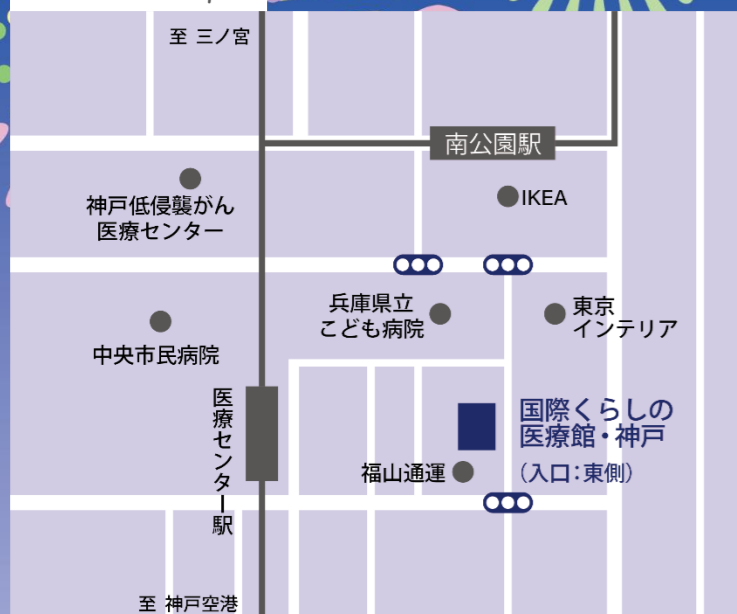 至 三ノ宮
南公園駅
神戸低侵襲がん
医療センター
IKEA
兵庫県立
こども病院
東京
インテリア
中央市民病院
医療センター駅
国際くらしの
医療館・神戸
(入口:東側)
福山通運
至 神戸空港